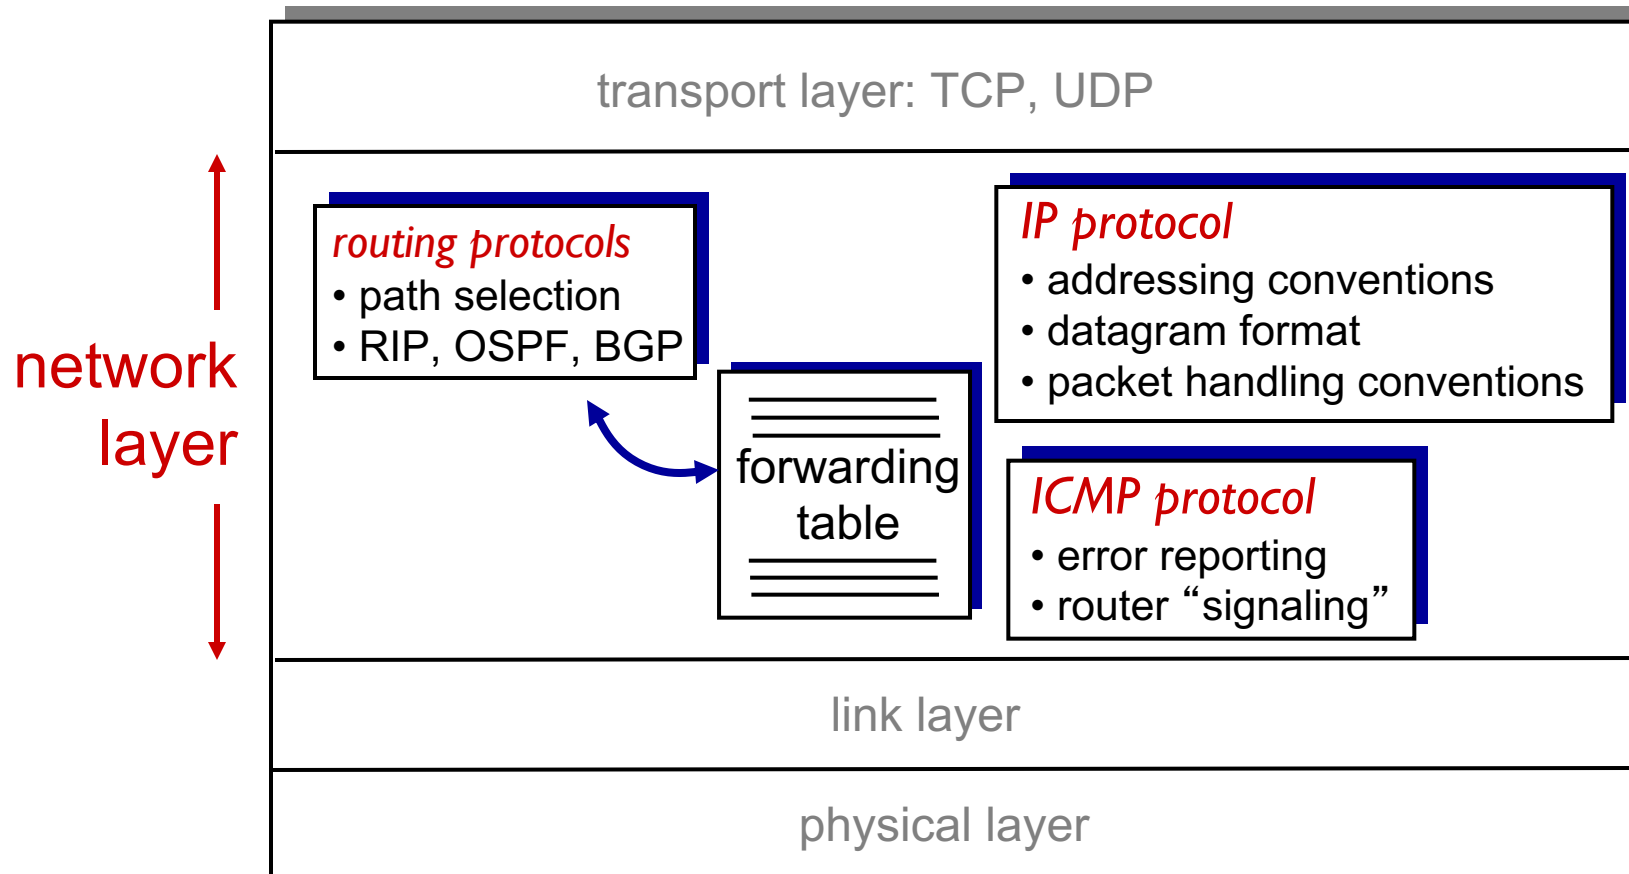 transport layer: TCP, UDP
network
layer
routing protocols
• path selection
• RIP, OSPF, BGP
forwarding
table
IP protocol
• addressing conventions
• datagram format
• packet handling conventions
ICMP protocol
• error reporting
• router “signaling”
link layer
physical layer